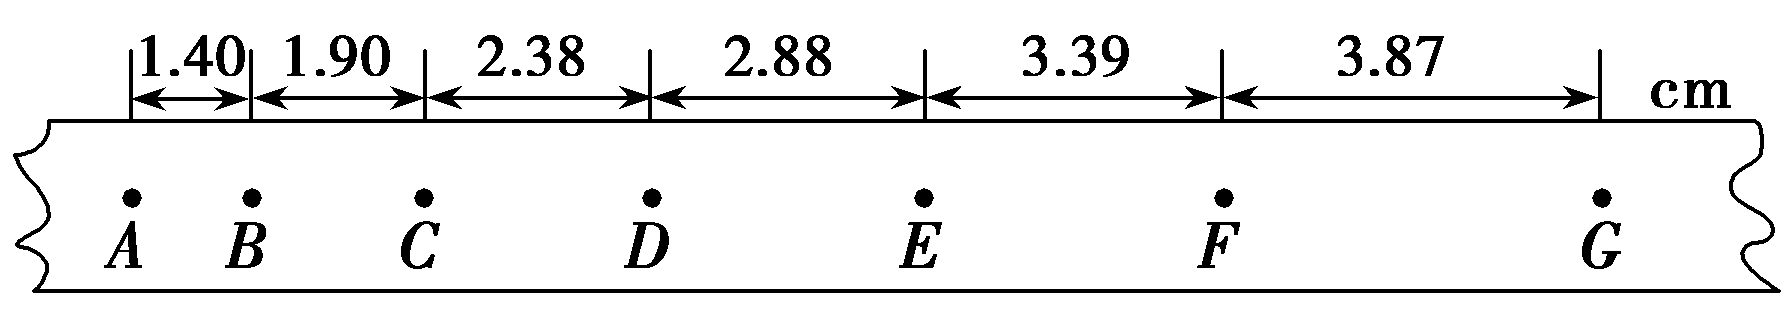 1.40 1.90 2.38 2.88 3.39 3.87 cm
A B C D E F G